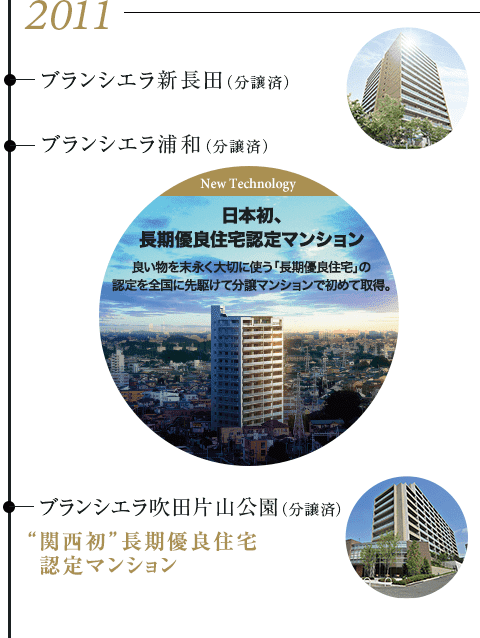 2011
ブランシエラ新長田（分譲済）
ブランシエラ浦和（分譲済）
New Technology
日本初、
長期優良住宅認定マンション
良い物を末永く大切に使う「長期優良住宅」の
認定を全国に先駆けて分譲マンションで初めて取得。
ブランシエラ吹田片山公園（分譲済）
“関西初”長期優良住宅
認定マンション